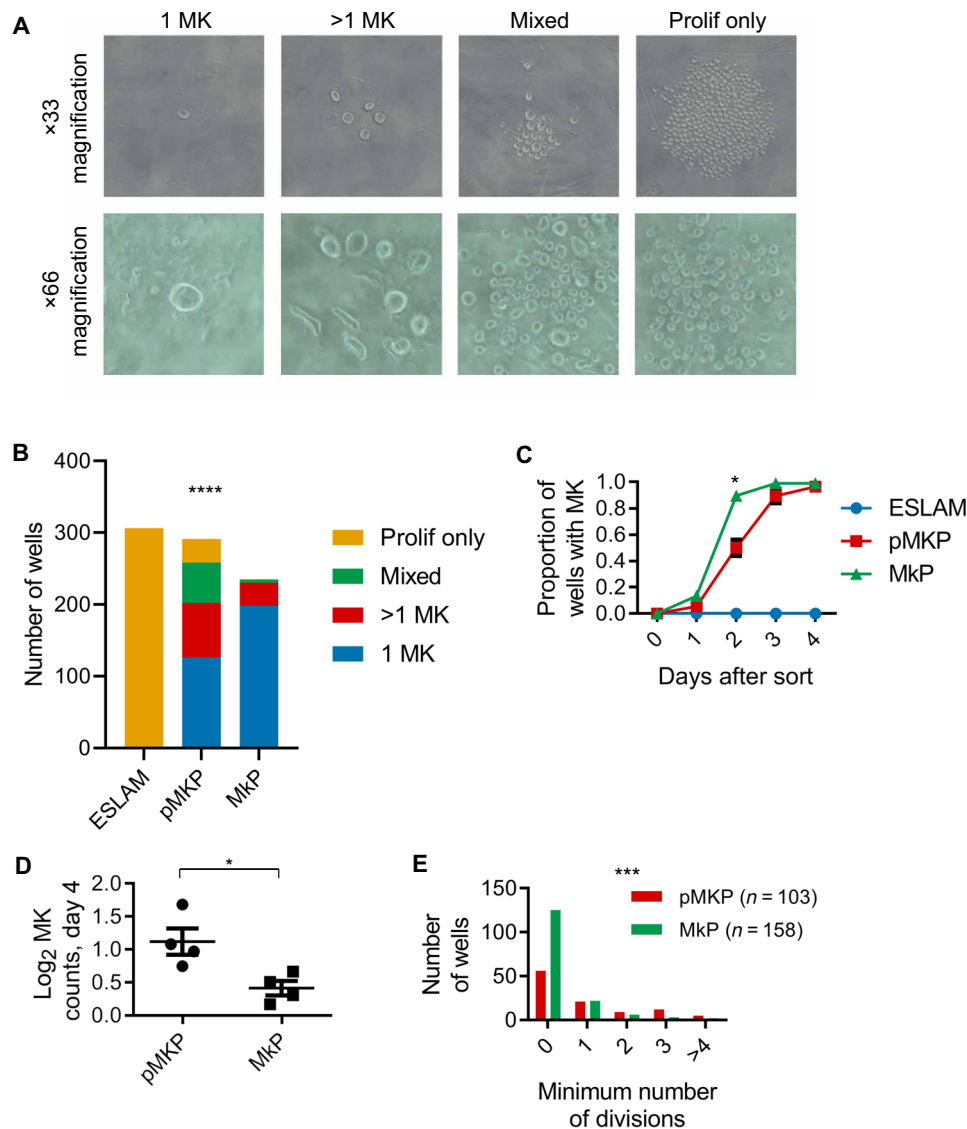 A
1 MK
>1 MK
Mixed
Prolif only
×33
magnification
×66
magnification
B
400
300
200
100
0
Number of wells
****
ESLAM
pMKP
MkP
Prolif only
Mixed
>1 MK
1 MK
C
Proportion of
wells with MK
1.0
0.8
0.6
0.4
0.2
0.0
*
0
1
2
3
4
Days after sort
ESLAM
pMKP
MkP
D
Log2 MK
counts, day 4
2.0
1.5
1.0
0.5
0.0
*
pMKP
MkP
E
Number
of wells
150
100
50
0
***
pMKP (n = 103)
MkP (n = 158)
0
1
2
3
>4
Minimum number
of divisions